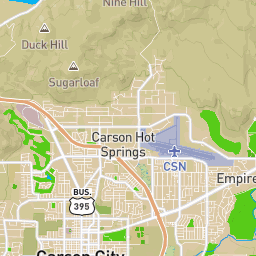 Nine Hill
Duck Hill
Sugarloaf
Carson Hot
Springs
CSN
Empire
BUS.
395
Carson City